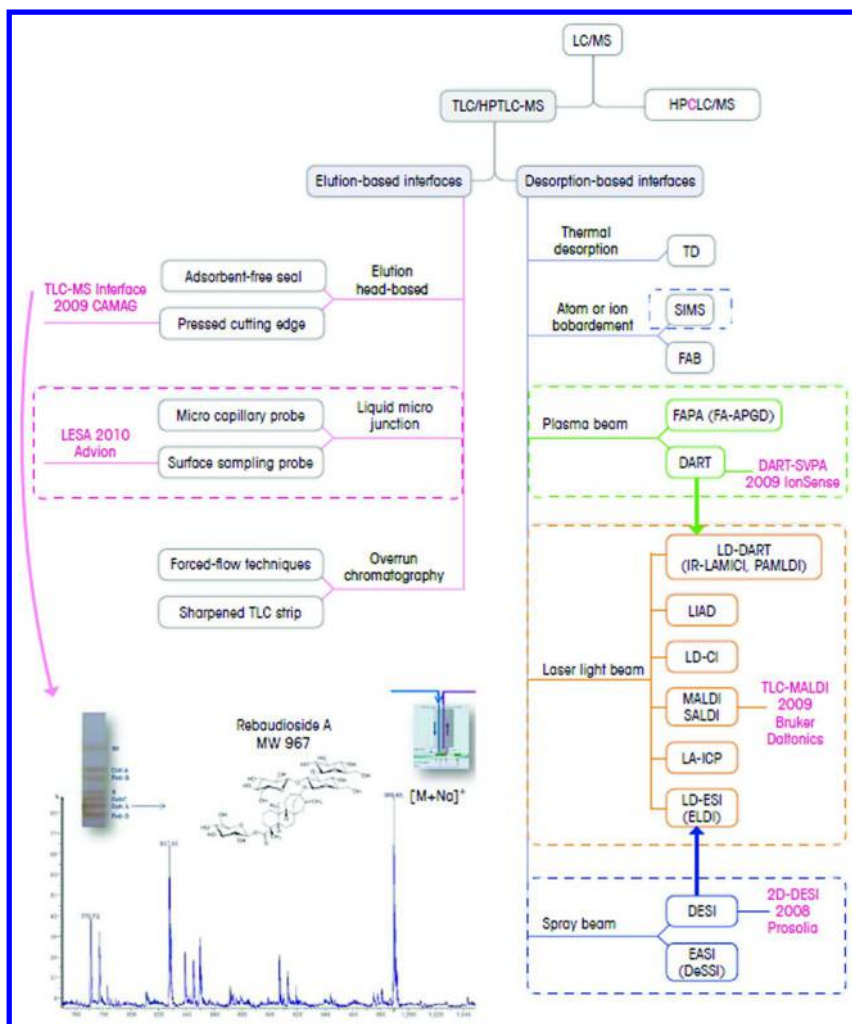 LC/MS
TLC/HPTLC-MS
HPCLC/MS
Elution-based interfaces
Desorption-based interfaces
TLC-MS Interface
2009 CAMAG
Adsorbent-free seal
Pressed cutting edge
Elution
head-based
LESA 2010
Advion
Micro capillary probe
Surface sampling probe
Liquid micro
junction
Forced-flow techniques
Sharpened TLC strip
Overrun
chromatography
Thermal
desorption
TD
Atom or ion
bobardement
SIMS
FAB
Plasma beam
FAPA (FA-APGD)
DART
DART-SVPA
2009 IonSense
Laser light beam
LD-DART
(IR-LAMICI, PAMLDI)
LIAD
LD-CI
MALDI
SALDI
TLC-MALDI
2009
Bruker
Daltonics
LA-ICP
LD-ESI
(ELDI)
Spray beam
DESI
2D-DESI
2008
Prosolia
EASI
(DeSSI)
Rebaudioside A
MW 967
[M+Na]+